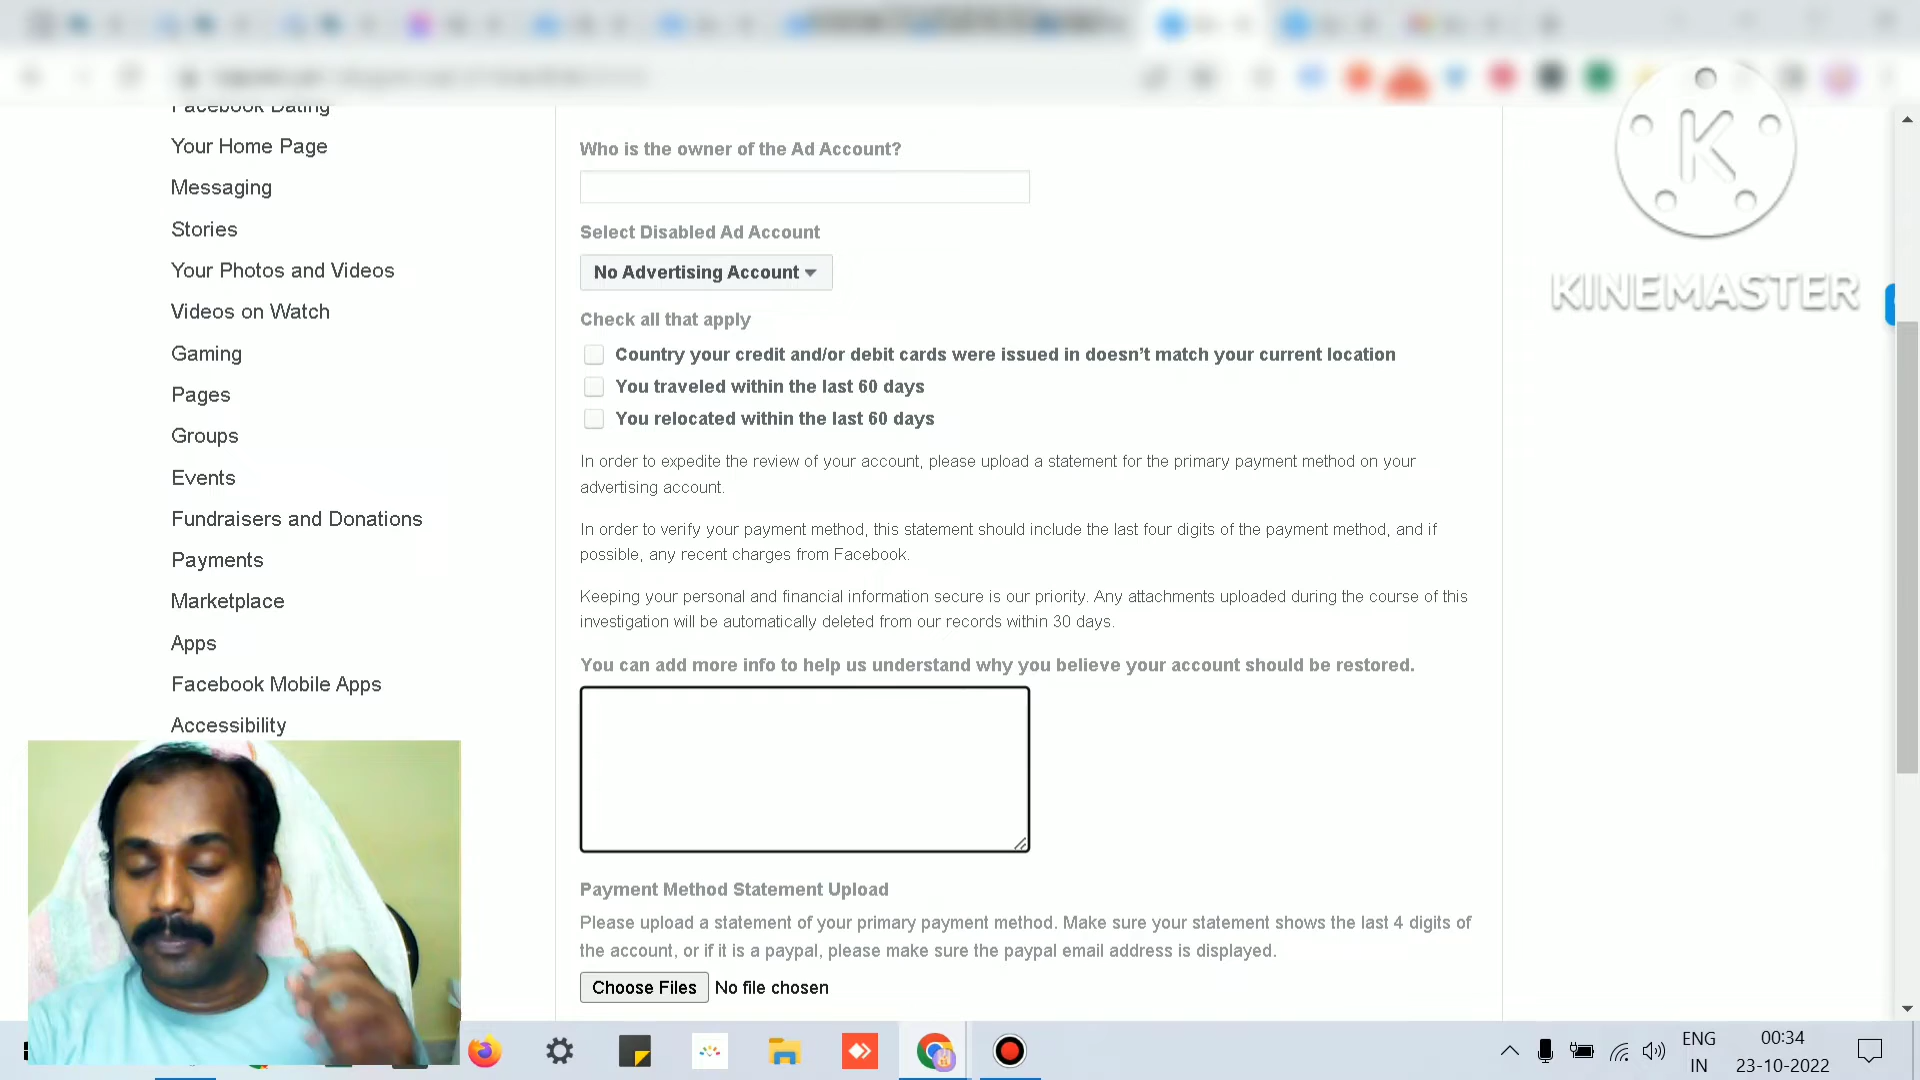 Facebook Dating
Your Home Page
Messaging
Stories
Your Photos and Videos
Videos on Watch
Gaming
Pages
Groups
Events
Fundraisers and Donations
Payments
Marketplace
Apps
Facebook Mobile Apps
Accessibility
Who is the owner of the Ad Account?
Select Disabled Ad Account
No Advertising Account
Check all that apply
Country your credit and/or debit cards were issued in doesn’t match your current location
You traveled within the last 60 days
You relocated within the last 60 days
In order to expedite the review of your account, please upload a statement for the primary payment method on your
advertising account.
In order to verify your payment method, this statement should include the last four digits of the payment method, and if
possible, any recent charges from Facebook.
Keeping your personal and financial information secure is our priority. Any attachments uploaded during the course of this
investigation will be automatically deleted from our records within 30 days.
You can add more info to help us understand why you believe your account should be restored.
Payment Method Statement Upload
Please upload a statement of your primary payment method. Make sure your statement shows the last 4 digits of
the account, or if it is a paypal, please make sure the paypal email address is displayed.
Choose Files No file chosen
K
KINEMASTER
ENG
IN
00:34
23-10-2022